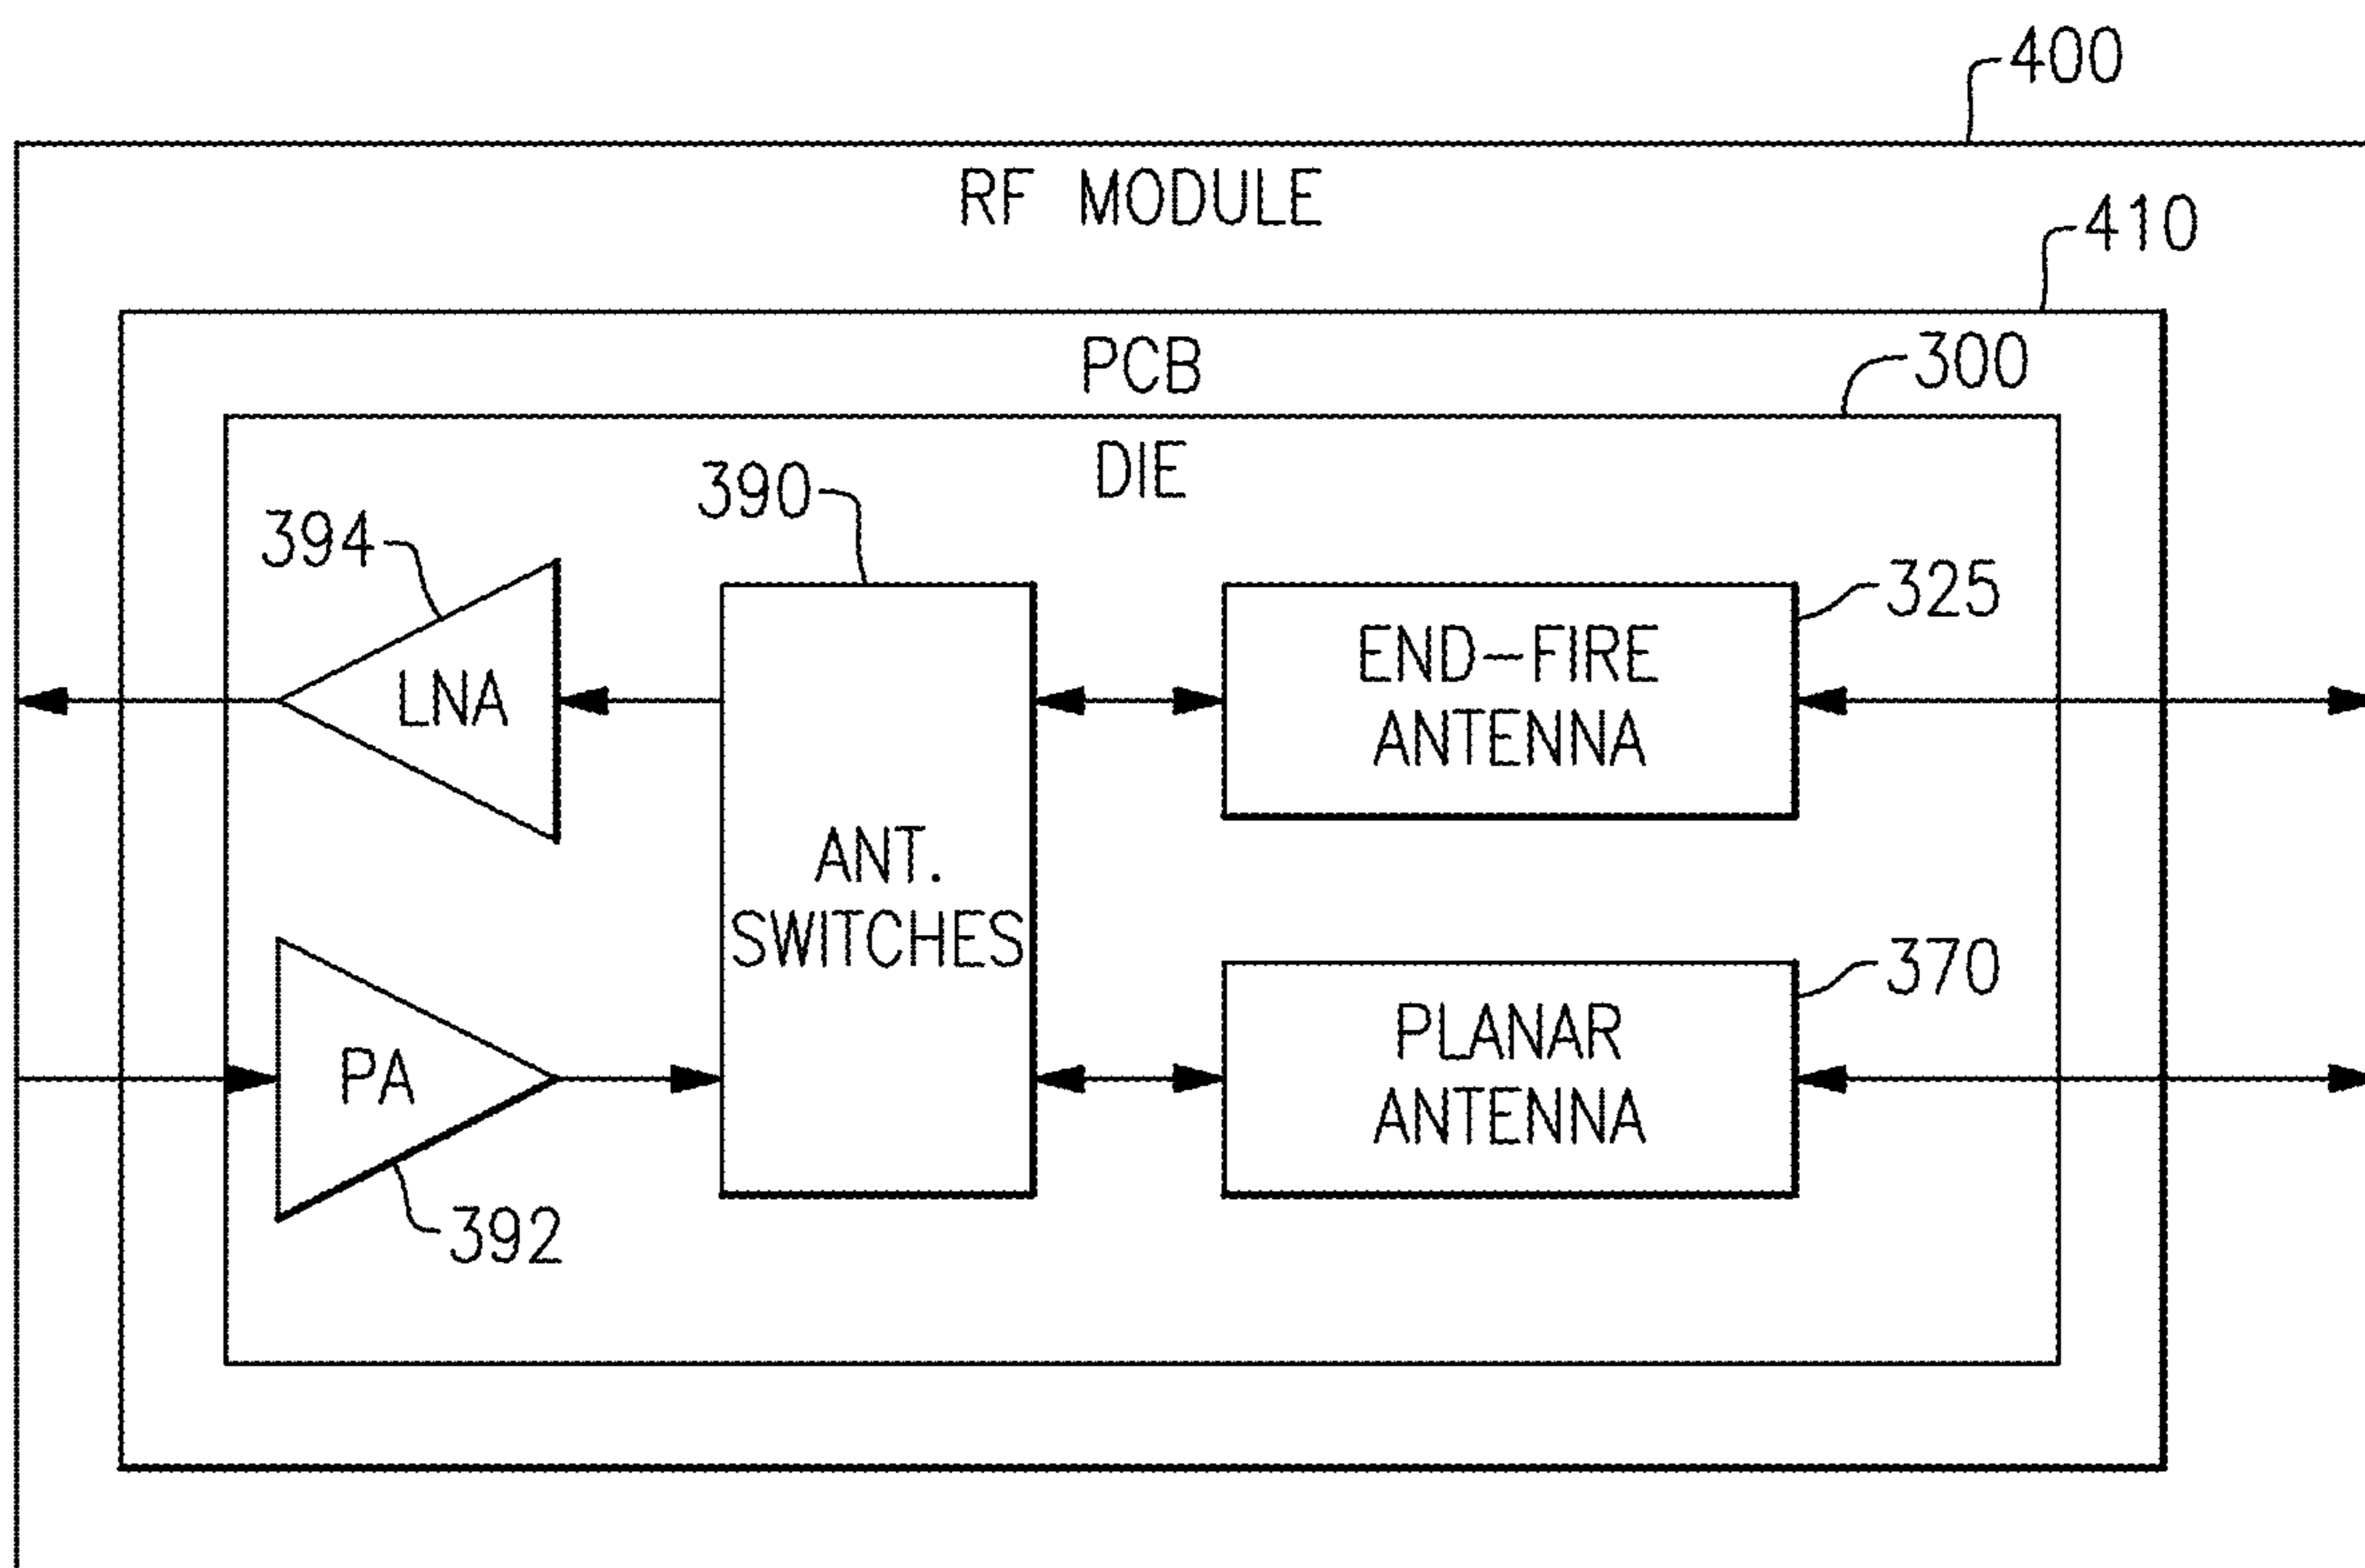 400
RF MODULE
410
PCB
300
DIE
390
394
325
LNA
END-FIRE
ANTENNA
ANT.
SWITCHES
370
PA
PLANAR
ANTENNA
392